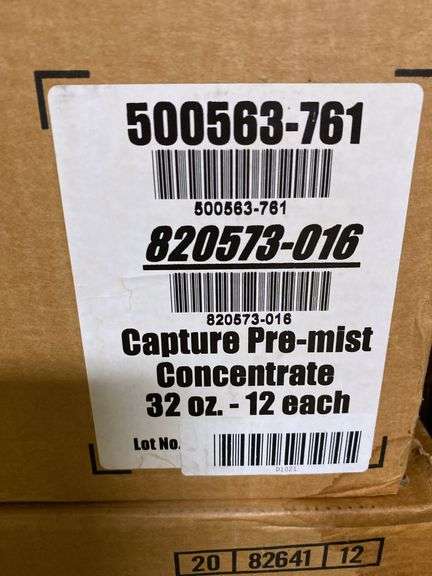 500563-761
500563-761
820573-016
820573-016
Capture Pre-mist
Concentrate
32 oz. - 12 each
Lot No.
20 82641 12